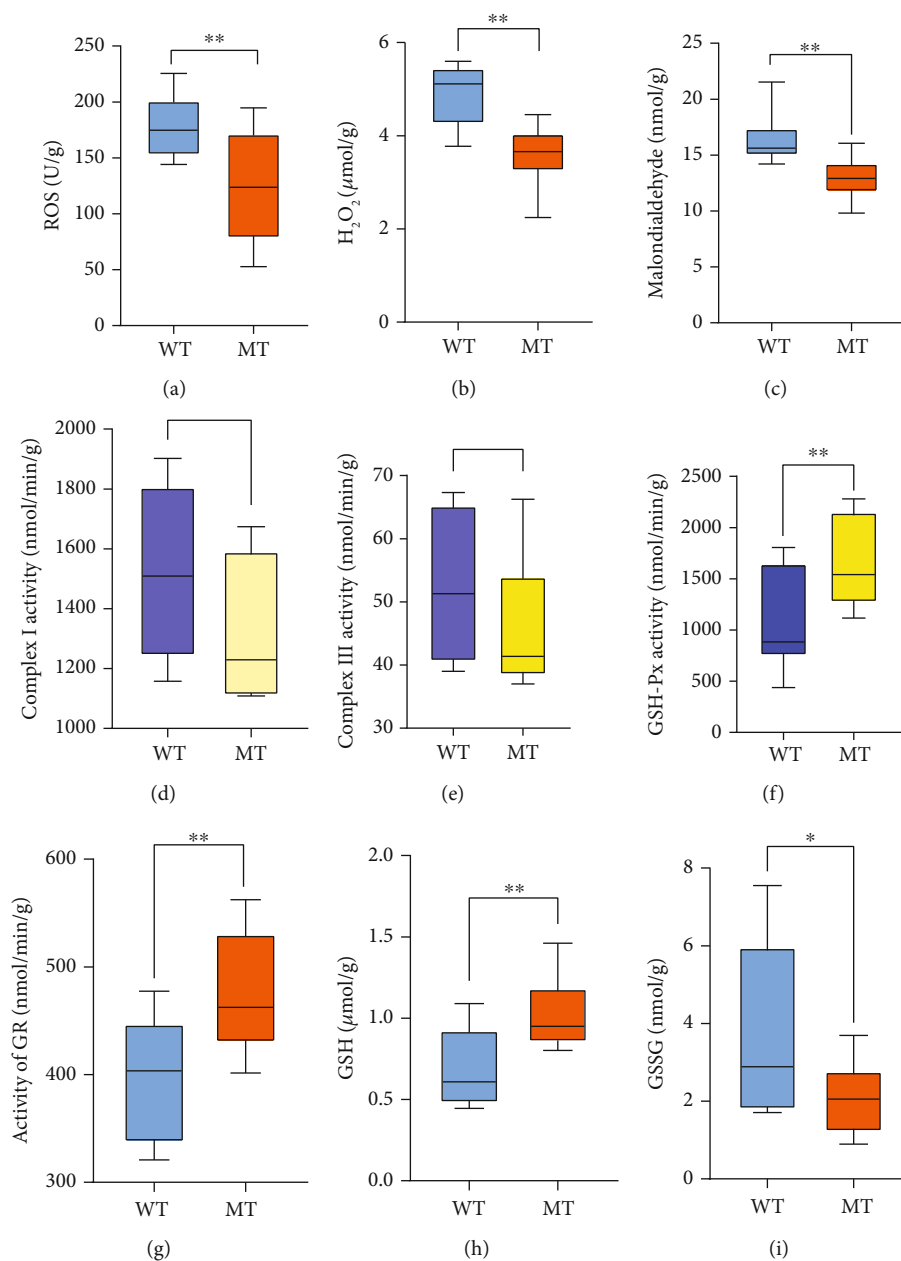 ROS (U/g)
250
200
150
100
50
0
**
WT
MT
(a)
H₂O₂ (μmol/g)
6
4
2
0
**
WT
MT
(b)
Malondialdehyde (nmol/g)
25
20
15
10
5
0
**
WT
MT
(c)
Complex I activity (nmol/min/g)
2000
1800
1600
1400
1200
1000
WT
MT
(d)
Complex III activity (nmol/min/g)
70
60
50
40
30
WT
MT
(e)
GSH-Px activity (nmol/min/g)
2500
2000
1500
1000
500
0
**
WT
MT
(f)
Activity of GR (nmol/min/g)
600
500
400
300
**
WT
MT
(g)
GSH (μmol/g)
2.0
1.5
1.0
0.5
0.0
**
WT
MT
(h)
GSSG (nmol/g)
8
6
4
2
0
*
WT
MT
(i)